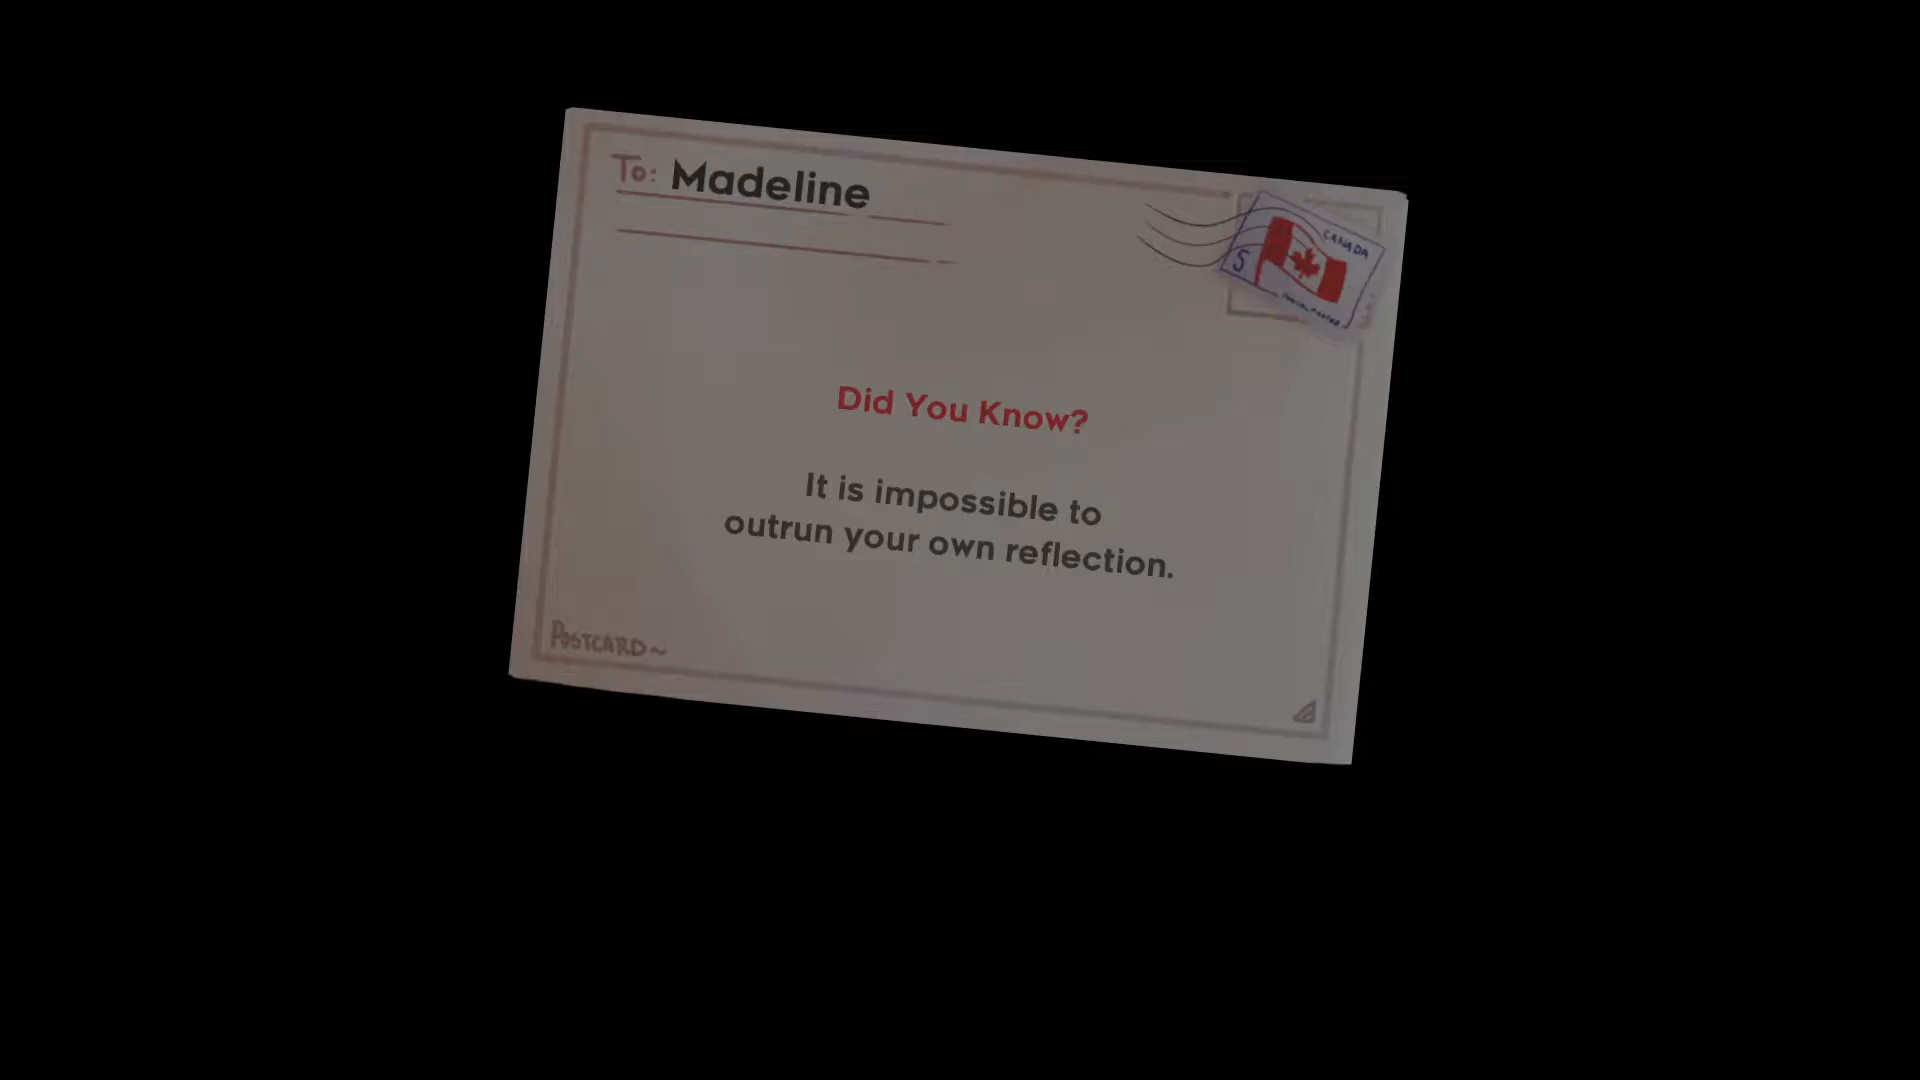 To: Madeline
CANADA
5
Did You Know?
It is impossible to
outrun your own reflection.
POSTCARD~